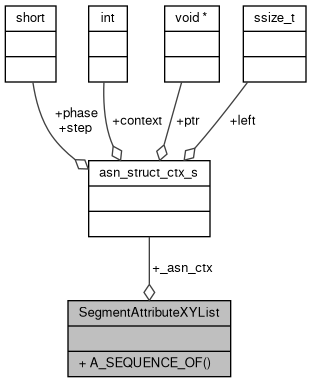 short
int
void *
ssize_t
+phase
+step
+context
+ptr
+left
asn_struct_ctx_s
+_asn_ctx
SegmentAttributeXYList
+ A_SEQUENCE_OF()